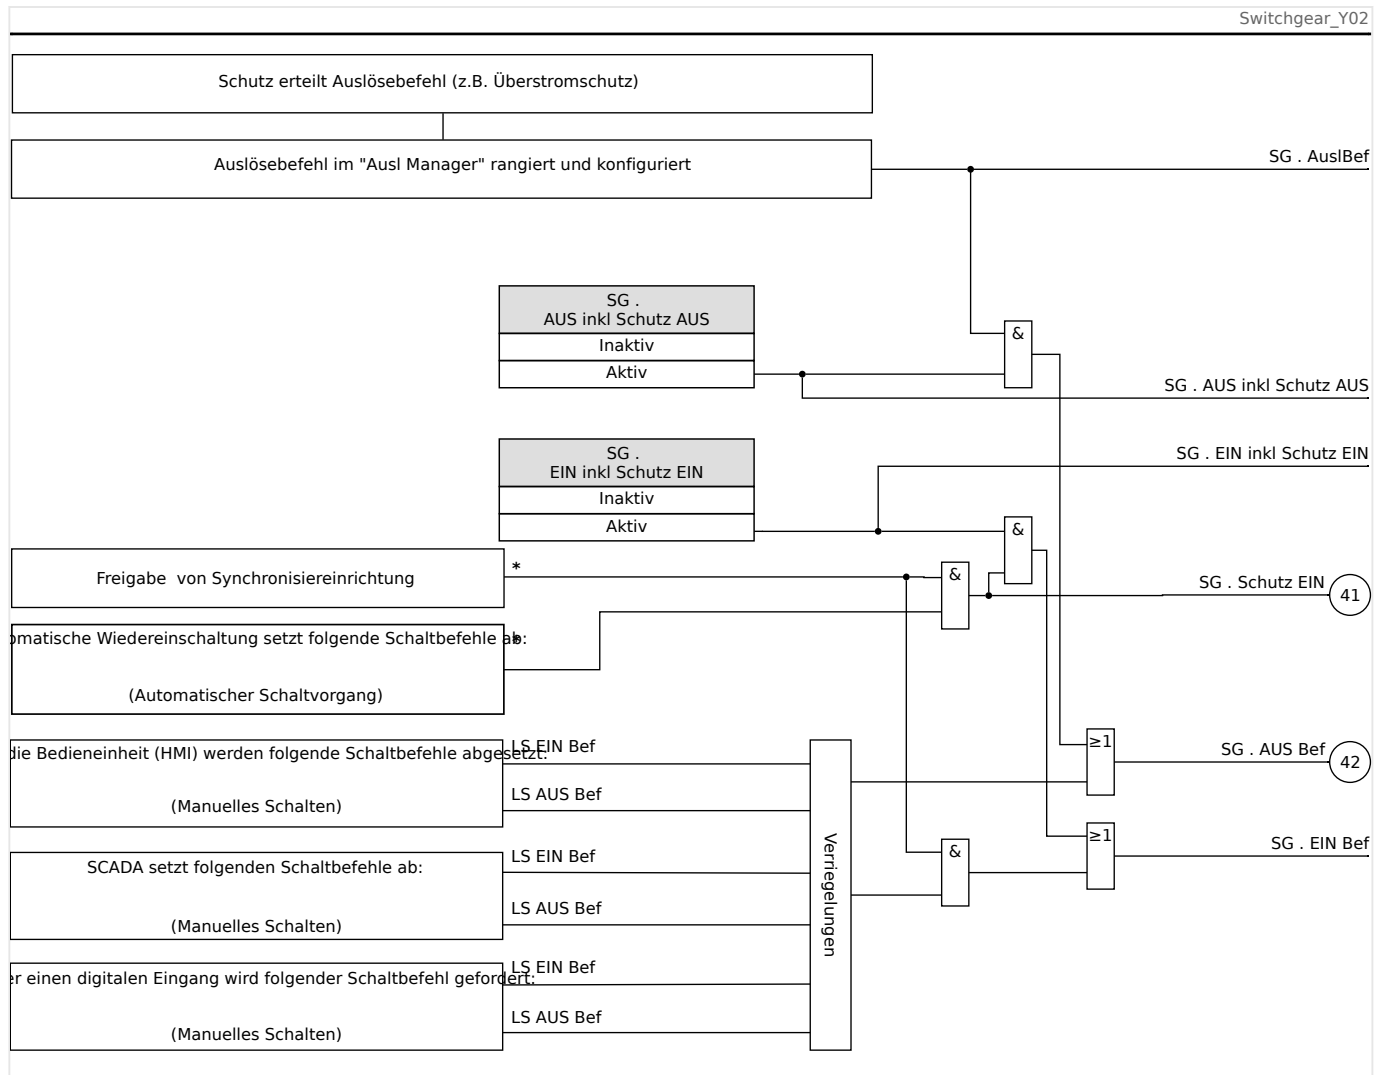 Switchgear_Y02
Schutz erteilt Auslösebefehl (z.B. Überstromschutz)
Auslösebefehl im "Ausl Manager" rangiert und konfiguriert
SG . AuslBef
SG .
AUS inkl Schutz AUS
Inaktiv
Aktiv
&
SG . AUS inkl Schutz AUS
SG .
EIN inkl Schutz EIN
Inaktiv
Aktiv
SG . EIN inkl Schutz EIN
&
Freigabe von Synchronisiereinrichtung
*
&
SG . Schutz EIN
41
Wiedereinschaltung setzt folgende Schaltbefehle ab:
*
(Automatischer Schaltvorgang)
die Bedieneinheit (HMI) werden folgende Schaltbefehle abgesetzt:
(Manuelles Schalten)
LS EIN Bef
LS AUS Bef
≥1
SG . AUS Bef
42
SCADA setzt folgenden Schaltbefehle ab:
(Manuelles Schalten)
LS EIN Bef
LS AUS Bef
Verriegelungen
&
≥1
SG . EIN Bef
einen digitalen Eingang wird folgender Schaltbefehl gefordert:
(Manuelles Schalten)
LS EIN Bef
LS AUS Bef